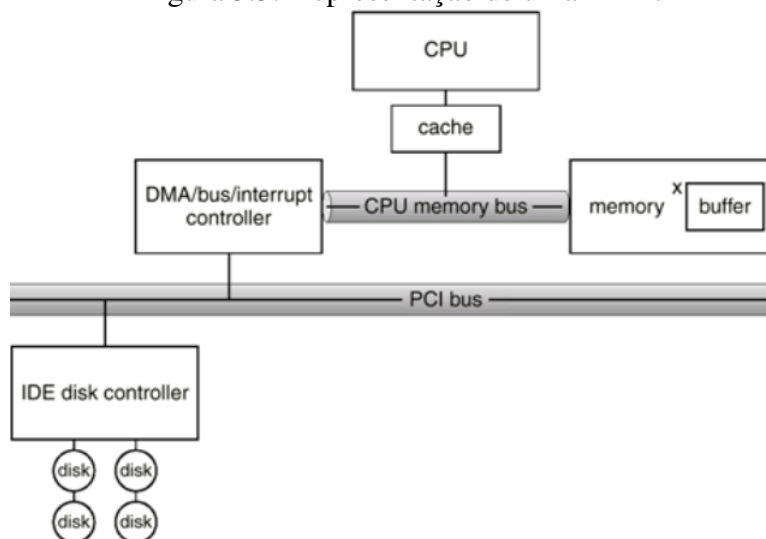 CPU
cache
DMA/bus/interrupt
controller
CPU memory bus
memory
x
buffer
PCI bus
IDE disk controller
disk
disk
disk
disk